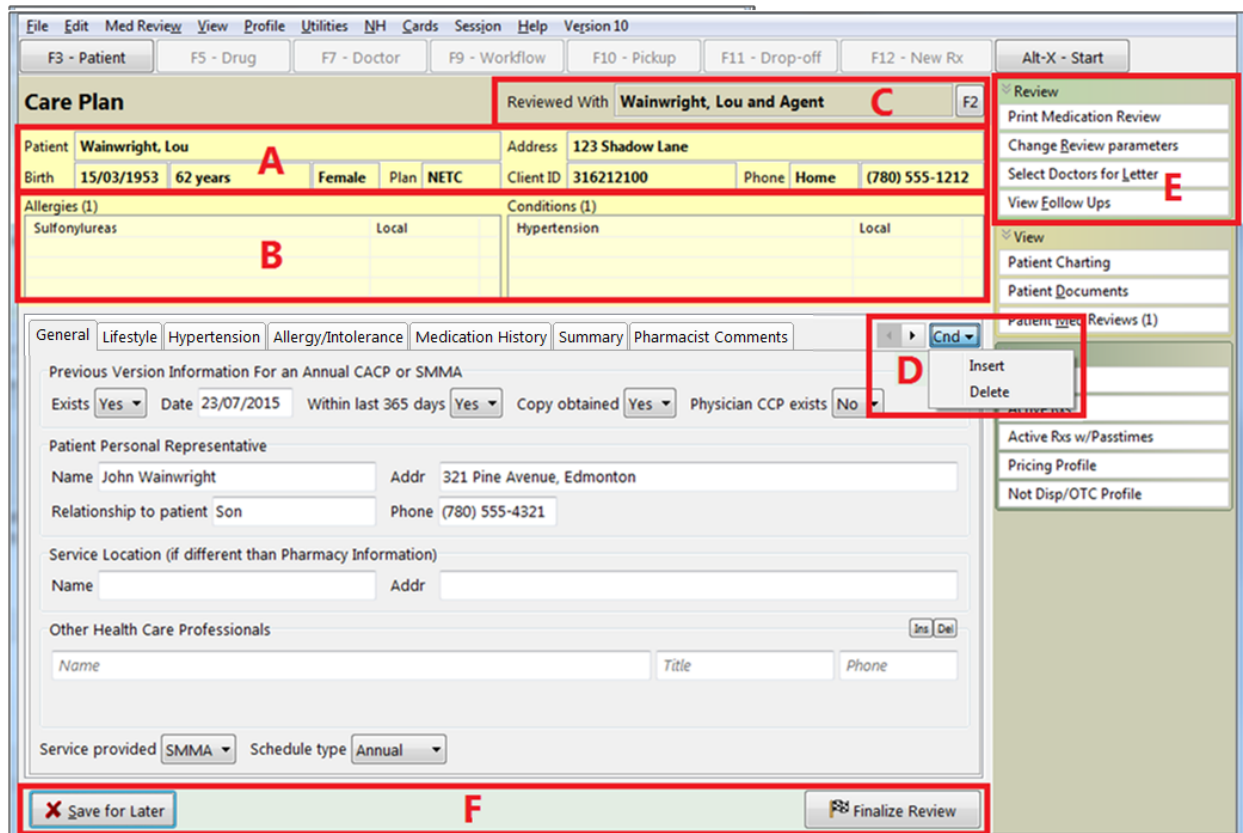 File Edit Med Review View Profile Utilities NH Cards Session Help Version 10
F3 - Patient F5 - Drug F7 - Doctor F9 - Workflow F10 - Pickup F11 - Drop-off F12 - New Rx Alt-X - Start
Care Plan Reviewed With Wainwright, Lou and Agent C F2
Patient Wainwright, Lou Address 123 Shadow Lane
A
Birth 15/03/1953 62 years Female Plan NETC Client ID 316212100 Phone Home (780) 555-1212
Allergies (1) Conditions (1)
Sulfonylureas Local Hypertension Local
B
Review
Print Medication Review
Change Review parameters
Select Doctors for Letter
E
View Follow Ups
View
Patient Charting
Patient Documents
Patient Med Reviews (1)
Active Rxs
Active Rxs w/Passtimes
Pricing Profile
Not Disp/OTC Profile
General Lifestyle Hypertension Allergy/Intolerance Medication History Summary Pharmacist Comments Cnd
D
Insert
Delete
Previous Version Information For an Annual CACP or SMMA
Exists Yes Date 23/07/2015 Within last 365 days Yes Copy obtained Yes Physician CCP exists No
Patient Personal Representative
Name John Wainwright Addr 321 Pine Avenue, Edmonton
Relationship to patient Son Phone (780) 555-4321
Service Location (if different than Pharmacy Information)
Name Addr
Other Health Care Professionals Ins Del
Name Title Phone
Service provided SMMA Schedule type Annual
Save for Later F Finalize Review